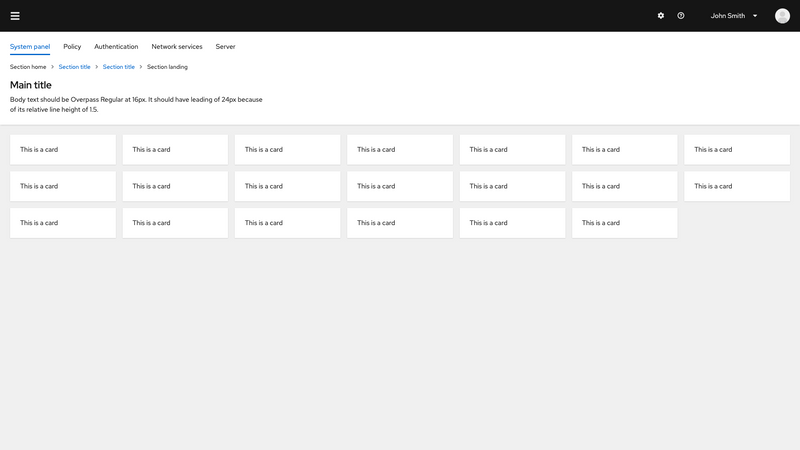 John Smith
System panel Policy Authentication Network services Server
Section home > Section title > Section title > Section landing
Main title
Body text should be Overpass Regular at 16px. It should have leading of 24px because
of its relative line height of 1.5.
This is a card This is a card This is a card This is a card This is a card This is a card This is a card
This is a card This is a card This is a card This is a card This is a card This is a card This is a card
This is a card This is a card This is a card This is a card This is a card This is a card